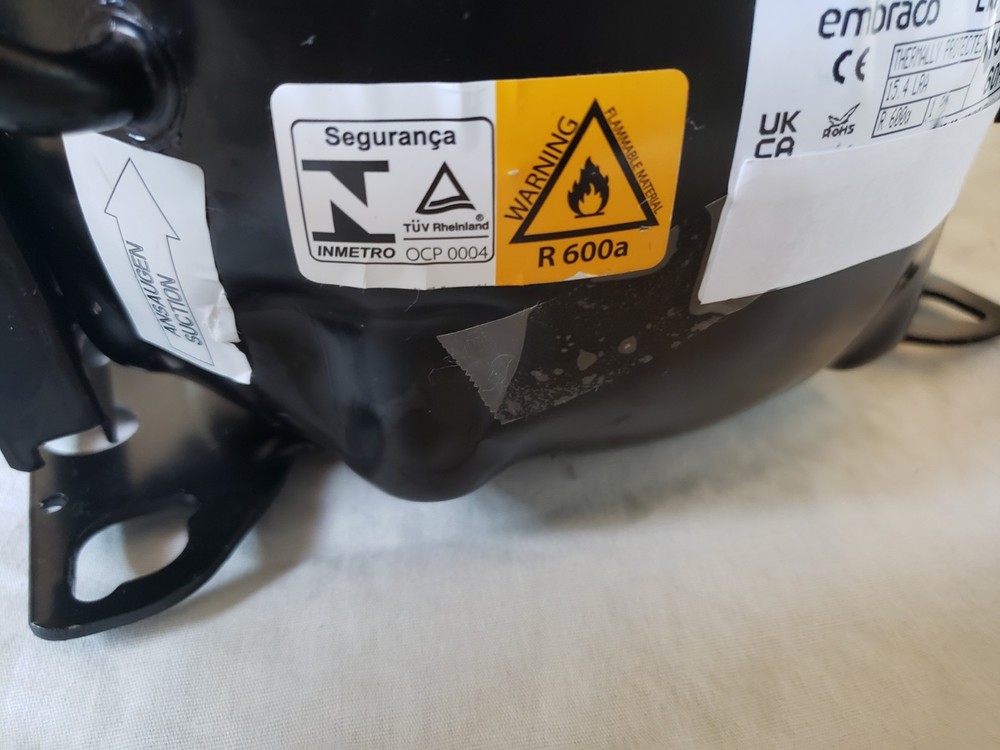 embraco
THERMALLY PROTECTED
15.4 LRA
R 600a
UK
CA
RoHS
Segurança
TÜV Rheinland®
INMETRO OCP 0004
WARNING
FLAMMABLE MATERIAL
R 600a
ANSAUGEN
SUCTION